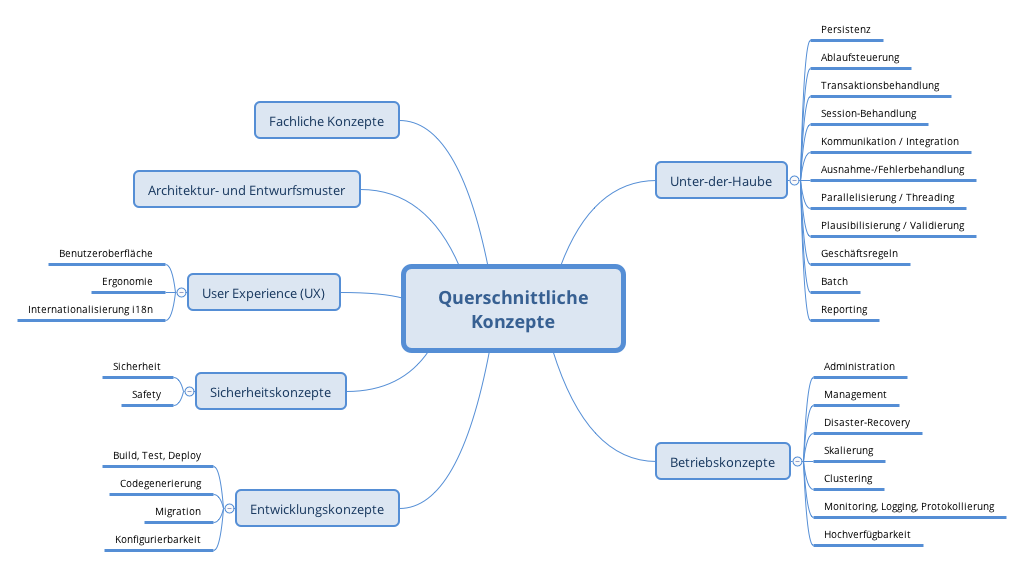 Querschnittliche
Konzepte
Fachliche Konzepte
Architektur- und Entwurfsmuster
User Experience (UX)
Benutzeroberfläche
Ergonomie
Internationalisierung i18n
Sicherheitskonzepte
Sicherheit
Safety
Entwicklungskonzepte
Build, Test, Deploy
Codegenerierung
Migration
Konfigurierbarkeit
Unter-der-Haube
Persistenz
Ablaufsteuerung
Transaktionsbehandlung
Session-Behandlung
Kommunikation / Integration
Ausnahme-/Fehlerbehandlung
Parallelisierung / Threading
Plausibilisierung / Validierung
Geschäftsregeln
Batch
Reporting
Betriebskonzepte
Administration
Management
Disaster-Recovery
Skalierung
Clustering
Monitoring, Logging, Protokollierung
Hochverfügbarkeit